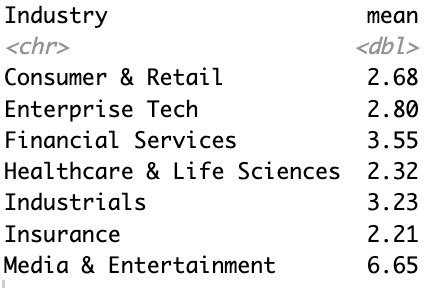 Industry mean
<chr> <dbl>
Consumer & Retail 2.68
Enterprise Tech 2.80
Financial Services 3.55
Healthcare & Life Sciences 2.32
Industrials 3.23
Insurance 2.21
Media & Entertainment 6.65